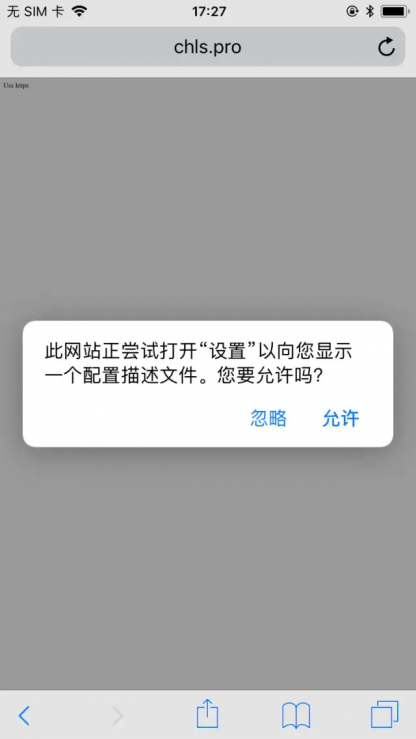 无 SIM 卡 17:27
chls.pro
Use https
此网站正尝试打开“设置”以向您显示
一个配置描述文件。您要允许吗？
忽略 允许